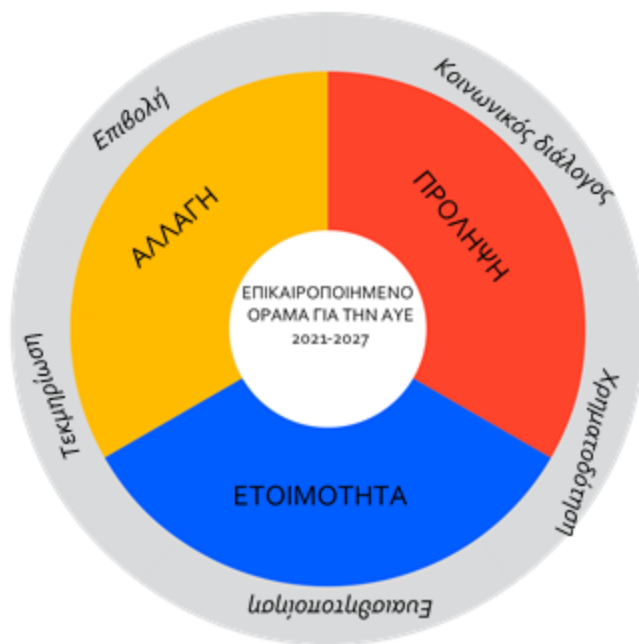 ΕΠΙΚΑΙΡΟΠΟΙΗΜΕΝΟ
ΟΡΑΜΑ ΓΙΑ ΤΗΝ ΑΥΕ
2021-2027
ΑΛΛΑΓΗ
ΠΡΟΛΗΨΗ
ΕΤΟΙΜΟΤΗΤΑ
Επιβολή
Κοινωνικός διάλογος
Χρηματοδότηση
Ευαισθητοποίηση
Τεκμηρίωση